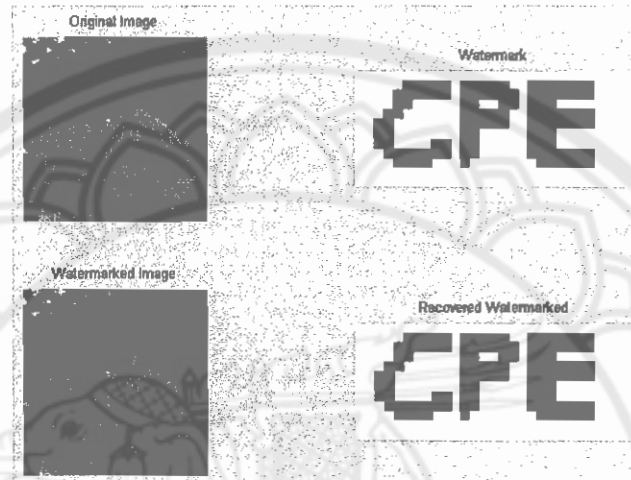 Original Image
Watermark
CPE
Watermarked Image
Recovered Watermarked
CPE